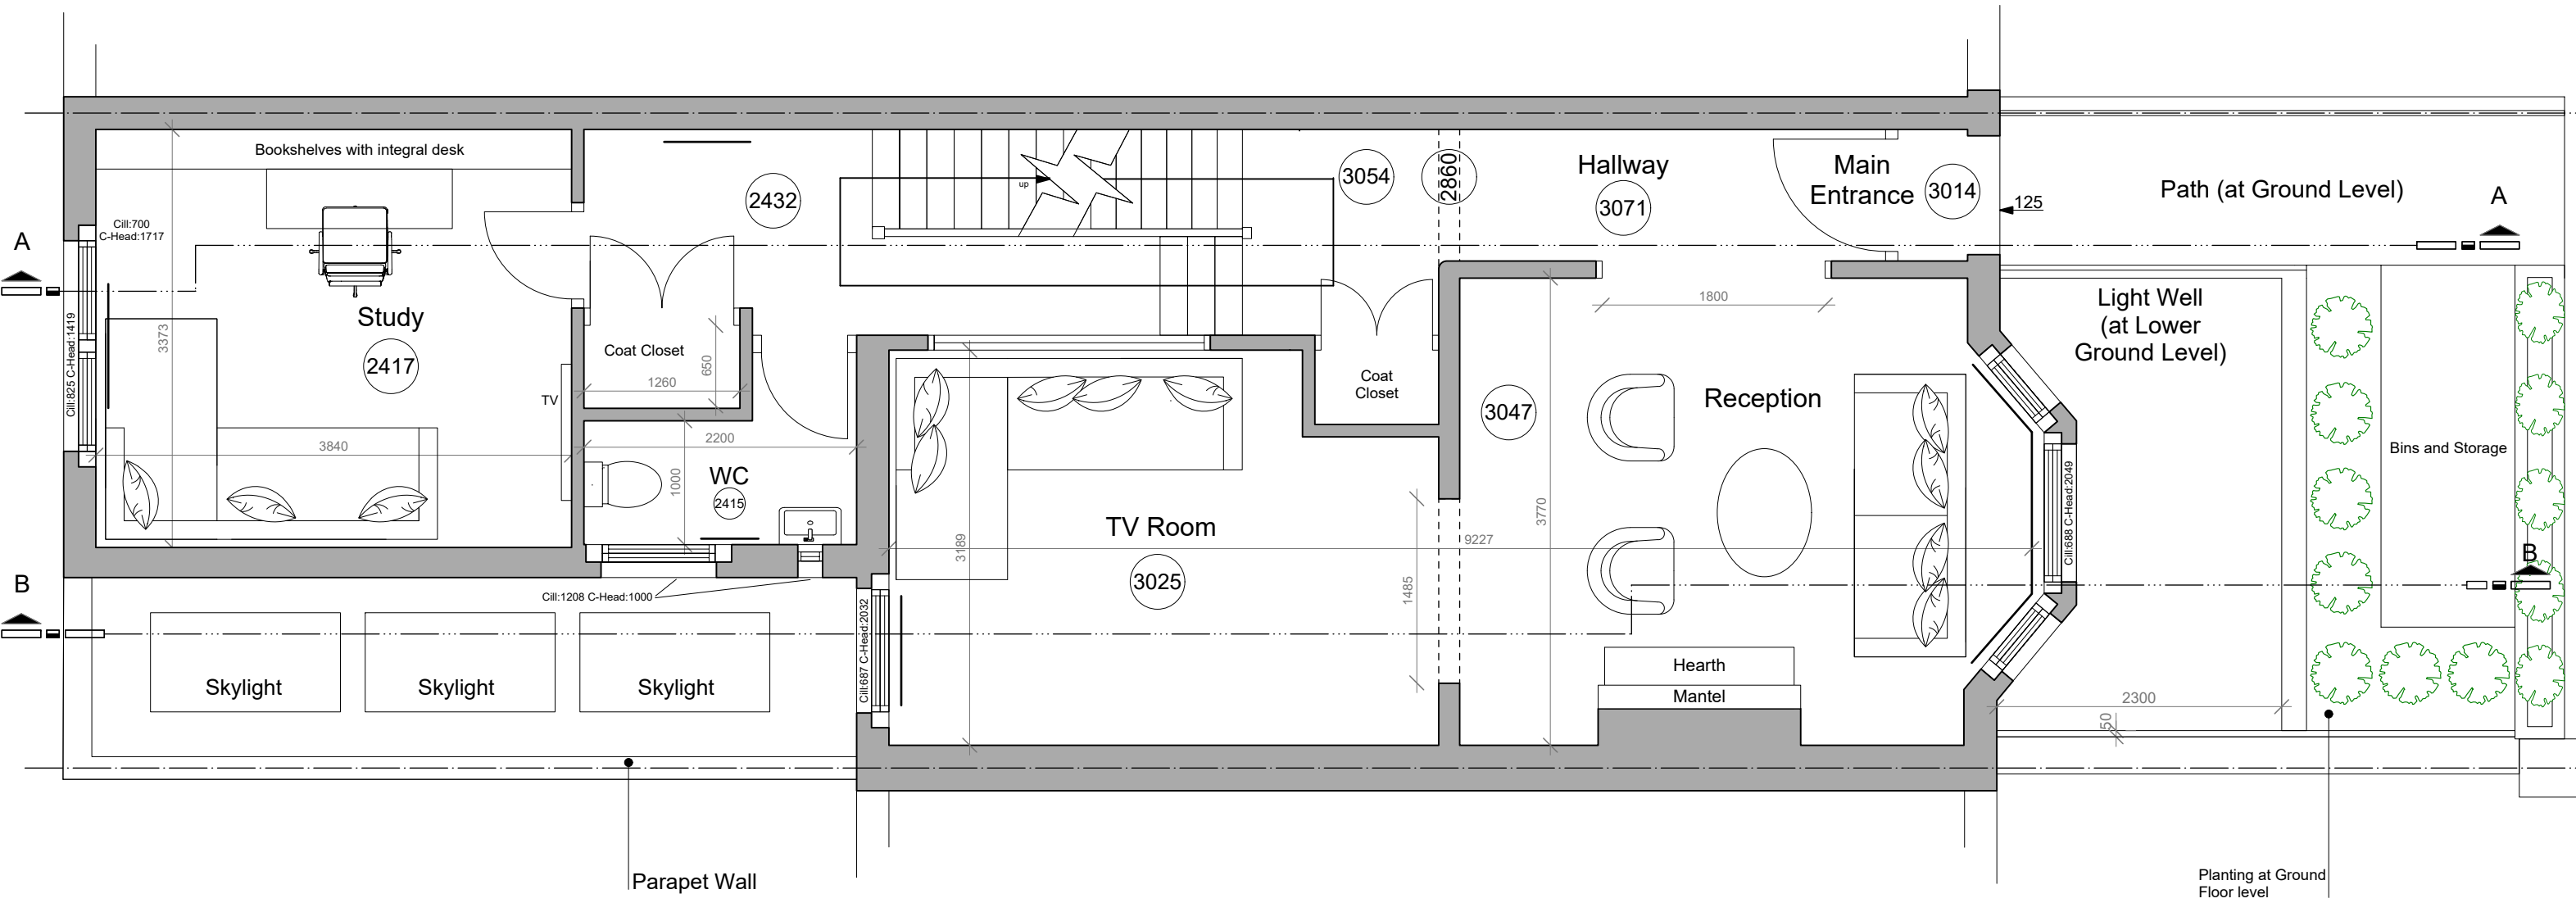 Bookshelves with integral desk
Cill:700
C-Head:1717
A
Cill:825 C-Head:1419
3373
Study
2417
TV
3840
2432
Coat Closet
1260
650
2200
1000
WC
2415
up
3054
2860
Hallway
3071
Main
Entrance
3014
125
Path (at Ground Level)
A
1800
Light Well
(at Lower
Ground Level)
Coat
Closet
3047
Reception
3770
Cill:688 C-Head:2049
Bins and Storage
TV Room
3025
3189
9227
1485
B
Cill:1208 C-Head:1000
Cill:687 C-Head:2032
B
Skylight
Skylight
Skylight
Hearth
Mantel
2300
50
Parapet Wall
Planting at Ground
Floor level